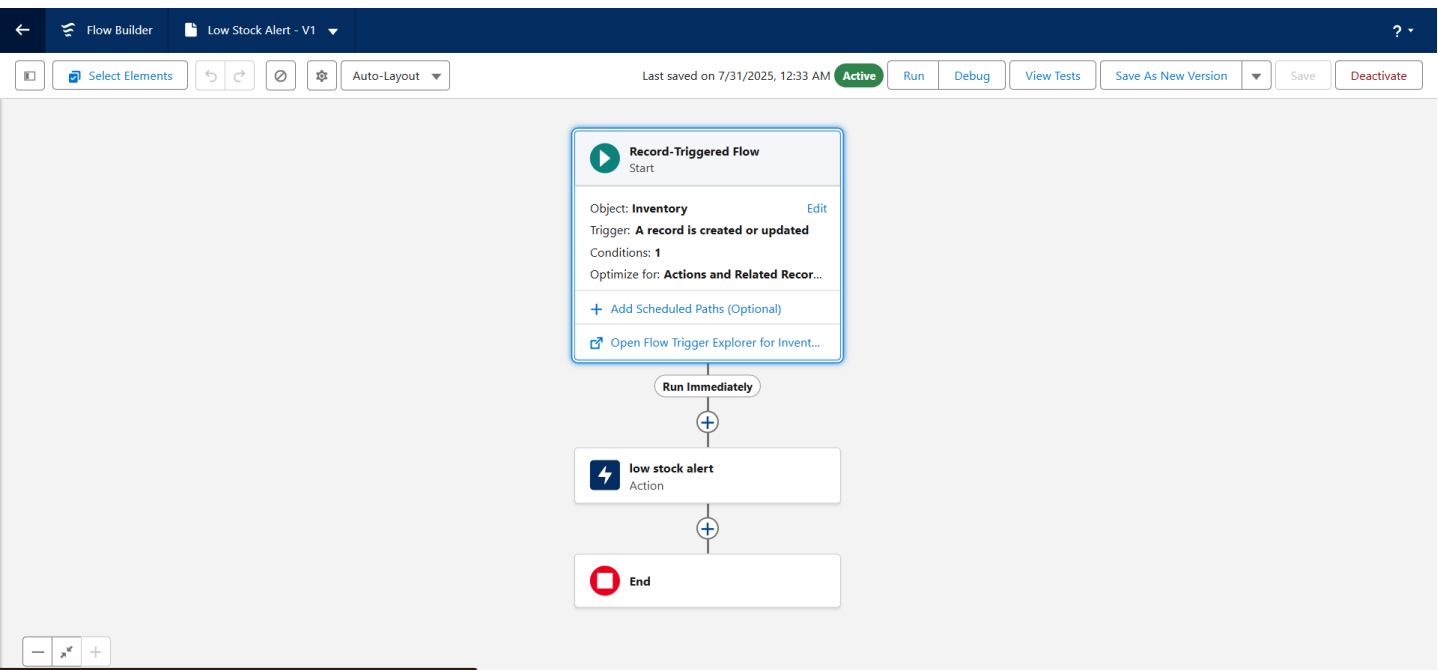 Flow Builder
Low Stock Alert - V1
?
Select Elements
Auto-Layout
Last saved on 7/31/2025, 12:33 AM
Active
Run
Debug
View Tests
Save As New Version
Save
Deactivate
Record-Triggered Flow
Start
Object: Inventory
Edit
Trigger: A record is created or updated
Conditions: 1
Optimize for: Actions and Related Recor...
Add Scheduled Paths (Optional)
Open Flow Trigger Explorer for Invent...
Run Immediately
low stock alert
Action
End